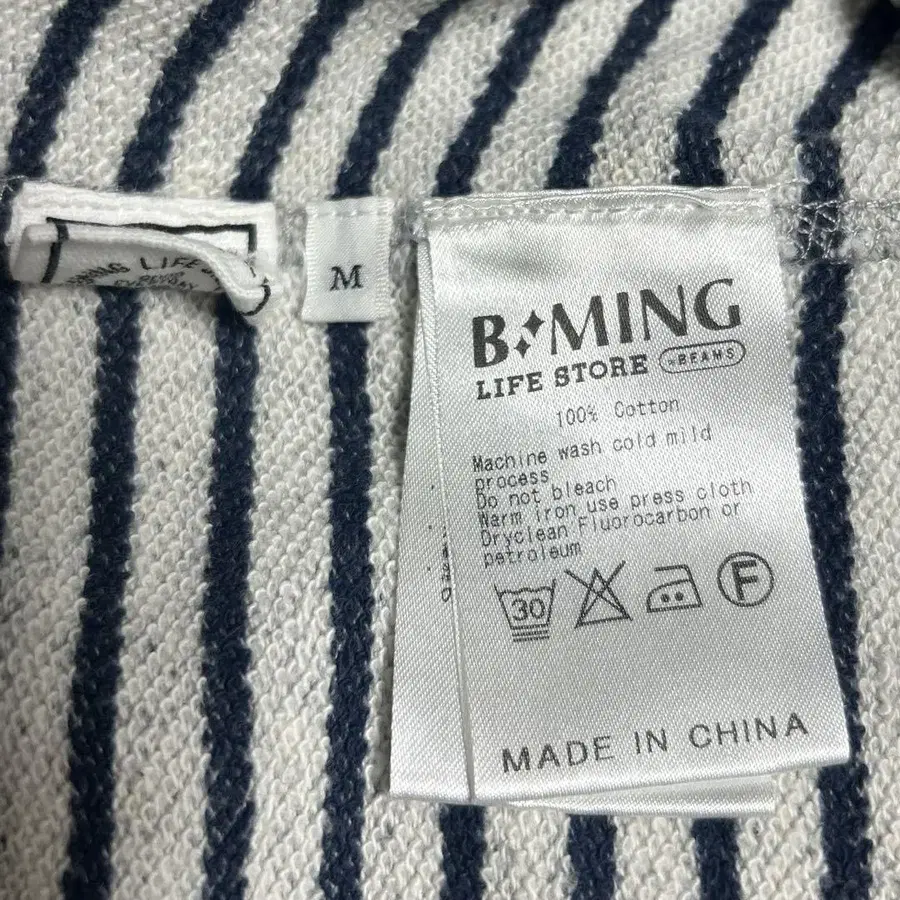 M
B MING
LIFE STORE BEAMS
100% Cotton
Machine wash cold mild
process
Do not bleach
Warm iron use press cloth
Dryclean Fluorocarbon or
petroleum
30
F
MADE IN CHINA